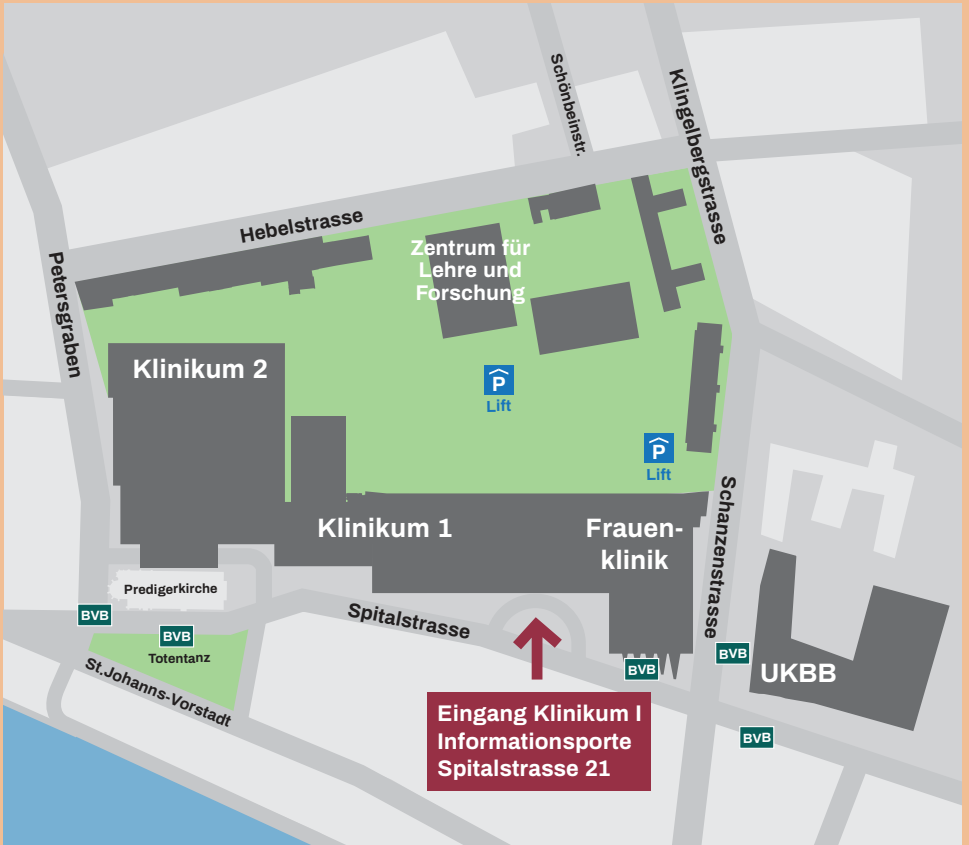 Schönbeinstr.
Klingelbergstrasse
Hebelstrasse
Petersgraben
Zentrum für
Lehre und
Forschung
Klinikum 2
P
Lift
P
Lift
Klinikum 1
Frauen-
klinik
Schanzenstrasse
Predigerkirche
BVB
BVB
Totentanz
Spitalstrasse
St.Johanns-Vorstadt
BVB
BVB
UKBB
BVB
Eingang Klinikum I
Informationsporte
Spitalstrasse 21